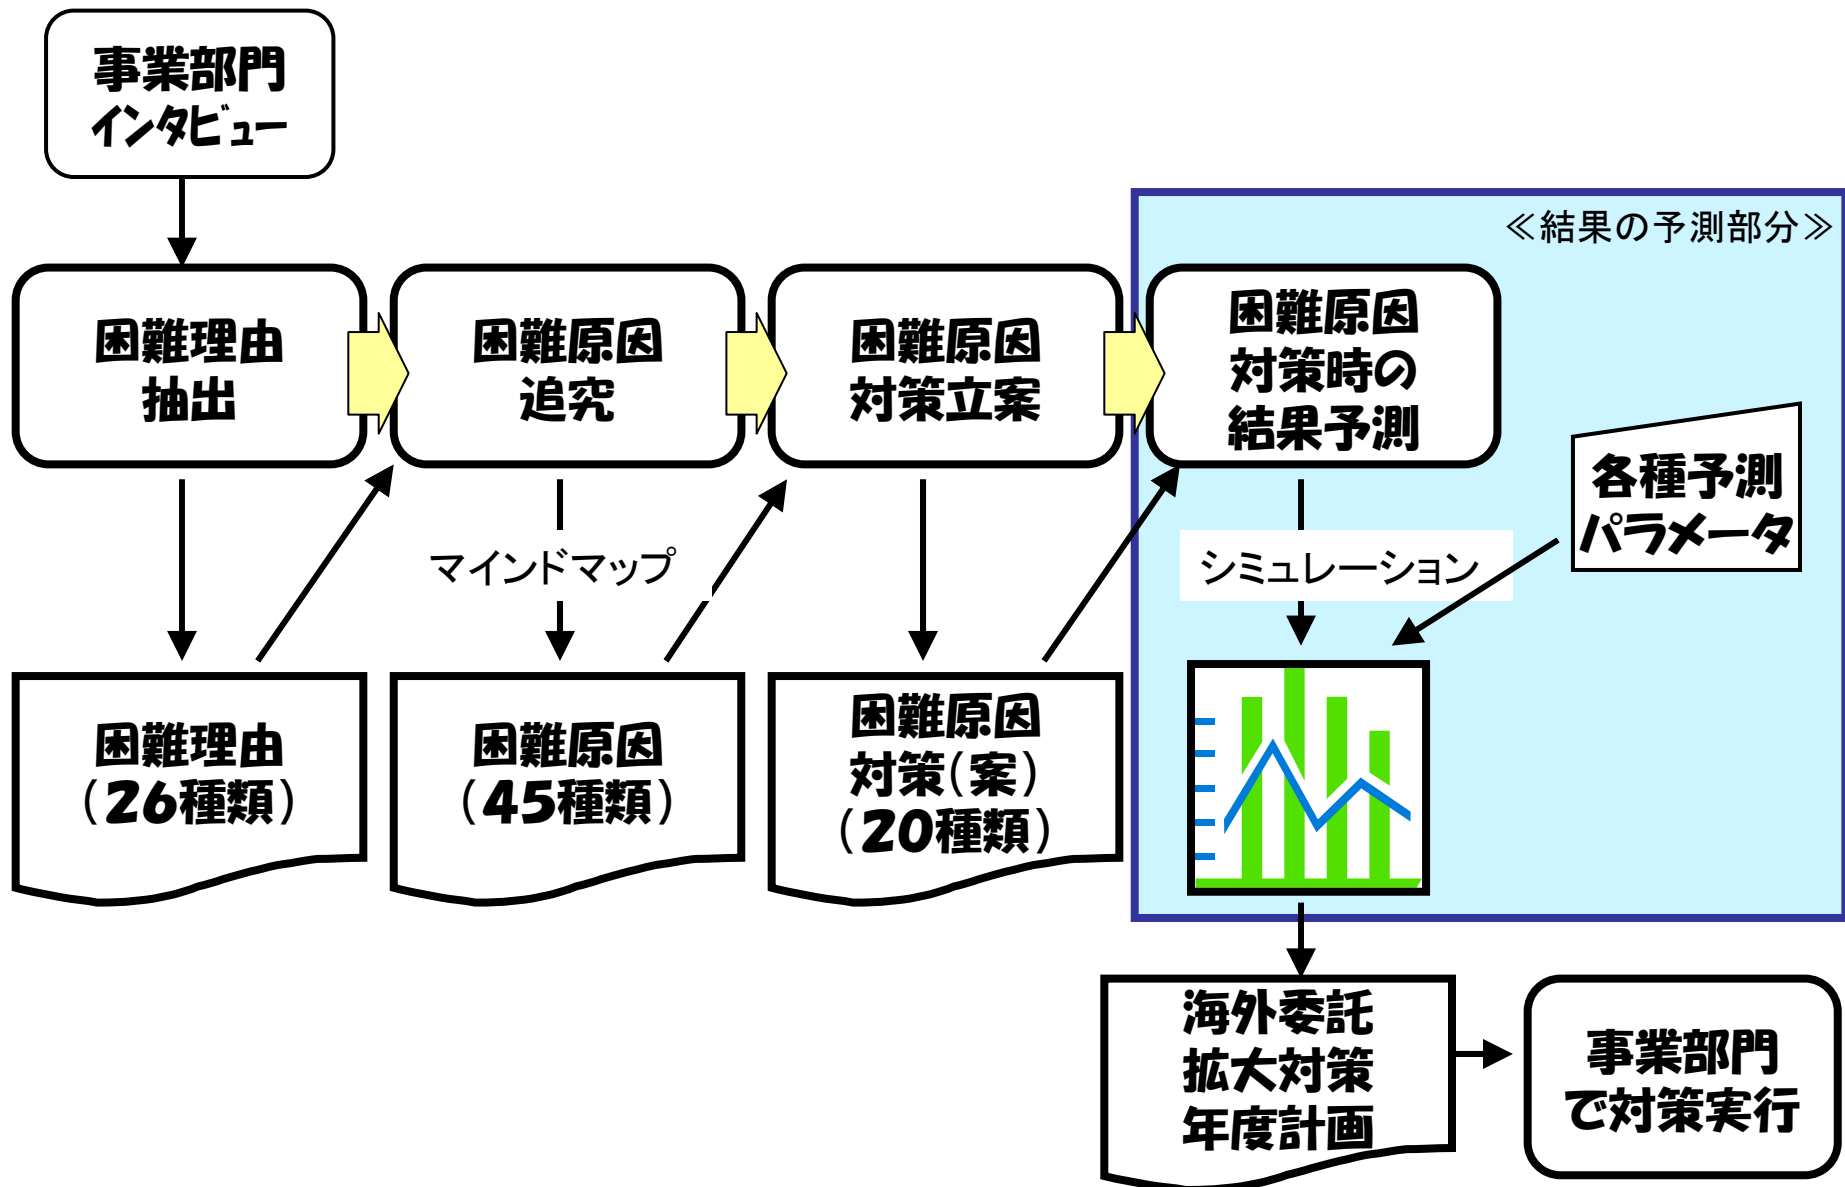 事業部門
インタビュー
≪結果の予測部分≫
困難理由
抽出
困難原因
追究
困難原因
対策立案
困難原因
対策時の
結果予測
各種予測
パラメータ
マインドマップ
シミュレーション
困難理由
（26種類）
困難原因
（45種類）
困難原因
対策（案）
（20種類）
海外委託
拡大対策
年度計画
事業部門
で対策実行